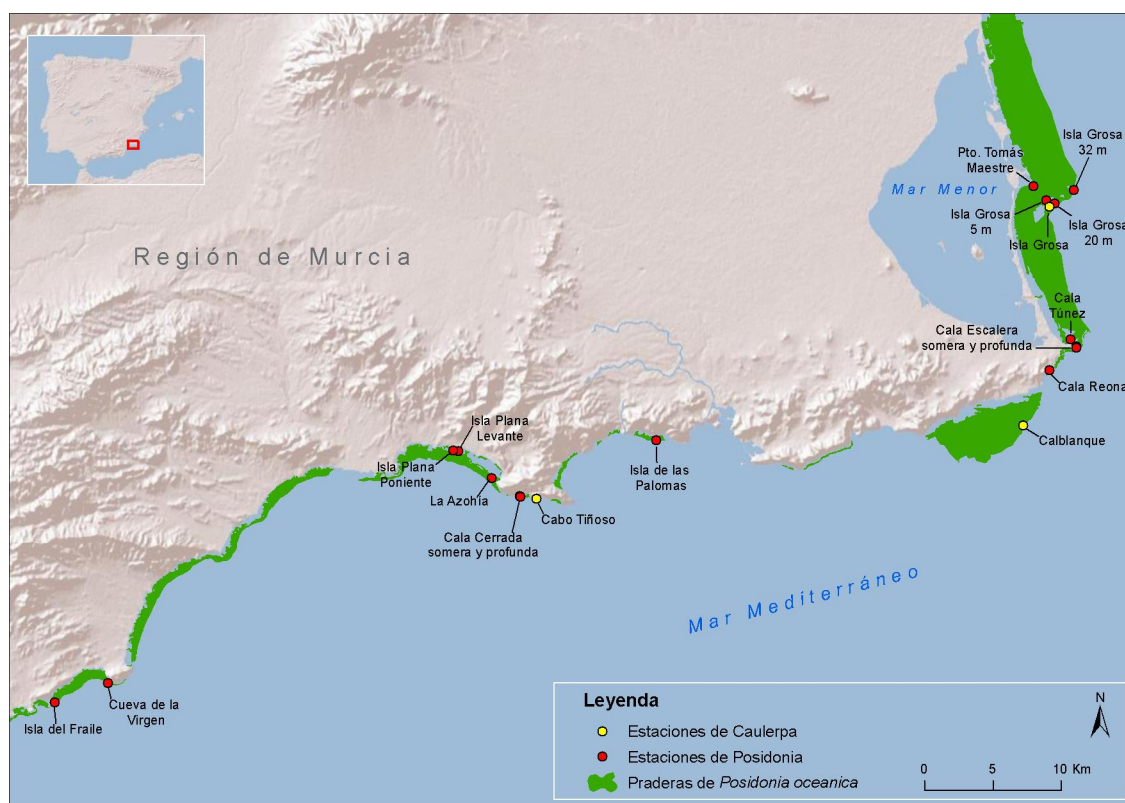 Isla Grosa
32 m
Pto. Tomás
Maestre
Mar Menor
Isla Grosa
5 m
Isla Grosa
20 m
Isla Grosa
Región de Murcia
Cala
Túnez
Cala Escalera
somera y profunda
Cala Reona
Calblanque
Isla Plana
Levante
Isla Plana
Poniente
Isla de las
Palomas
La Azohía
Cabo Tiñoso
Cala Cerrada
somera y profunda
Mar Mediterráneo
Cueva de la
Virgen
Isla del Fraile
Leyenda
Estaciones de Caulerpa
Estaciones de Posidonia
Praderas de Posidonia oceanica
N
0 5 10 Km